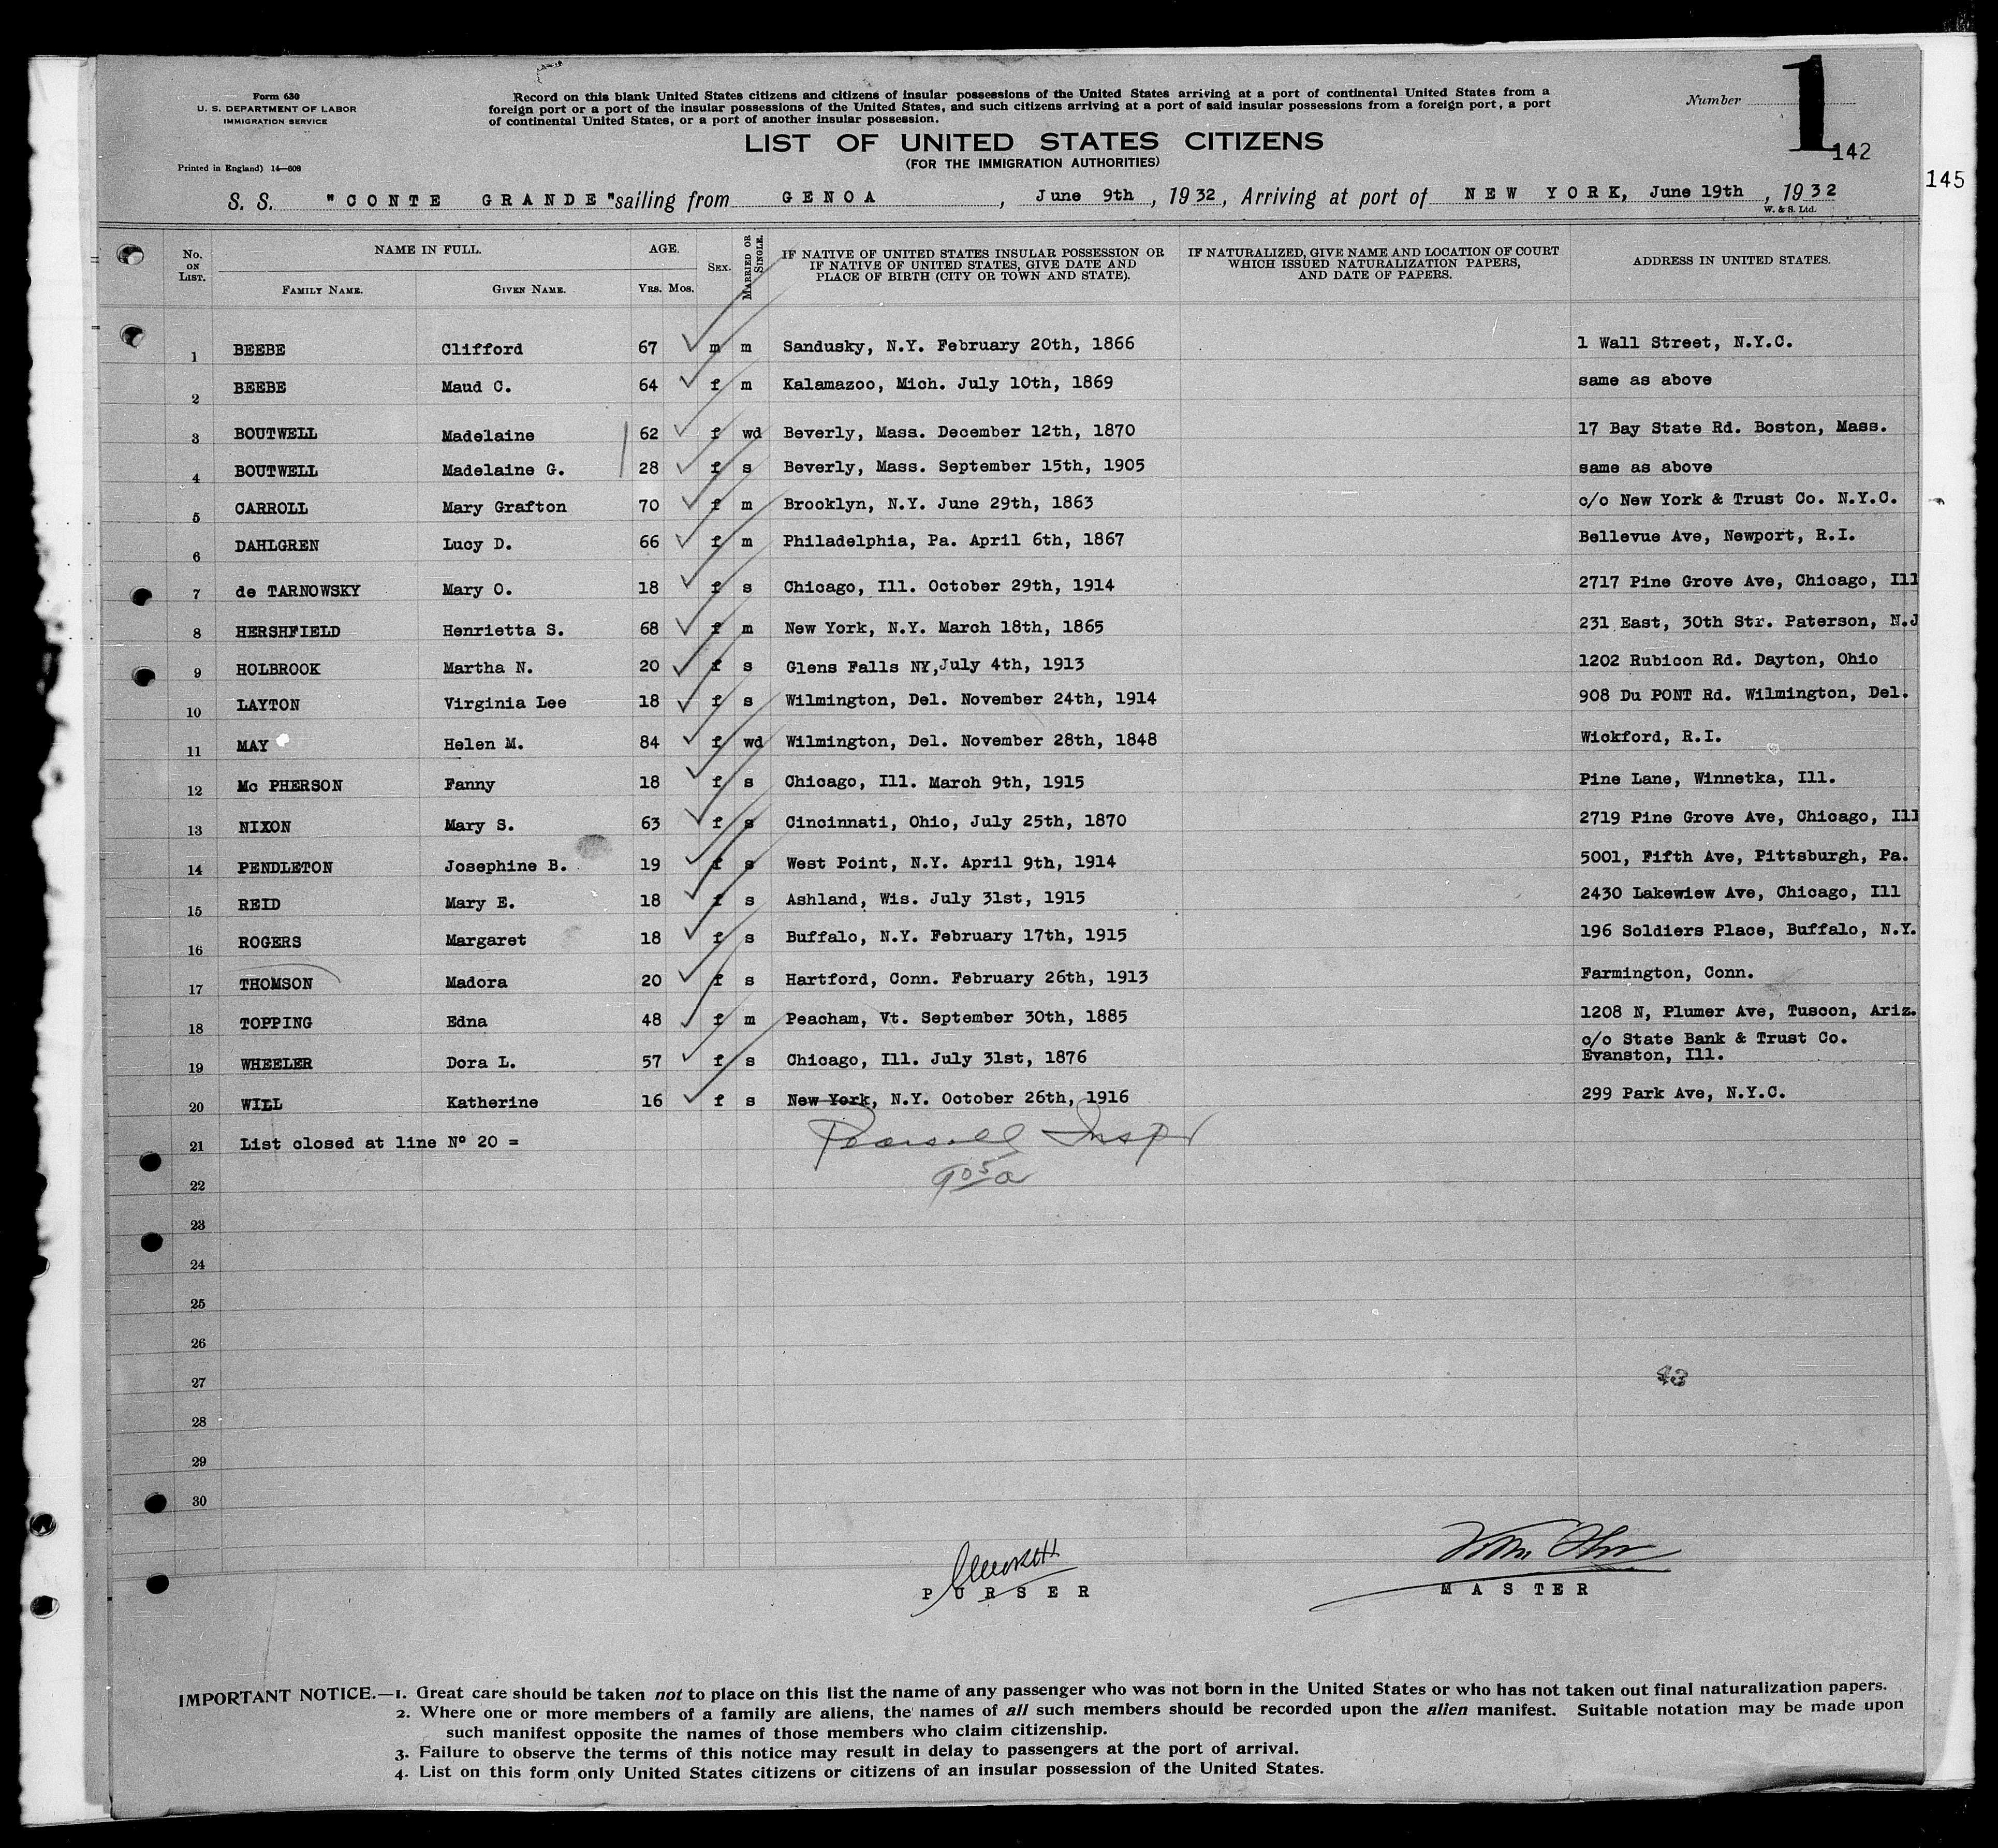 Form 630
U. S. DEPARTMENT OF LABOR
IMMIGRATION SERVICE
Printed in England) 14—608
Record on this blank United States citizens and citizens of insular possessions of the United States arriving at a port of continental United States from a
foreign port or a port of the insular possessions of the United States, and such citizens arriving at a port of said insular possessions from a foreign port, a port
of continental United States, or a port of another insular possession.
Number 1
142
145
LIST OF UNITED STATES CITIZENS
(FOR THE IMMIGRATION AUTHORITIES)
S. S. "CONTE GRANDE" sailing from GENOA, June 9th, 1932, Arriving at port of NEW YORK, June 19th, 1932
W. & S. Ltd.
No. ON LIST. NAME IN FULL. AGE. SEX. MARRIED OR SINGLE. IF NATIVE OF UNITED STATES INSULAR POSSESSION OR IF NATIVE OF UNITED STATES, GIVE DATE AND PLACE OF BIRTH (CITY OR TOWN AND STATE). IF NATURALIZED, GIVE NAME AND LOCATION OF COURT WHICH ISSUED NATURALIZATION PAPERS, AND DATE OF PAPERS. ADDRESS IN UNITED STATES.
FAMILY NAME. GIVEN NAME. YRS. MOS.
1 BEEBE Clifford 67 m m Sandusky, N.Y. February 20th, 1866 1 Wall Street, N.Y.C.
2 BEEBE Maud C. 64 f m Kalamazoo, Mich. July 10th, 1869 same as above
3 BOUTWELL Madelaine 62 f wd Beverly, Mass. December 12th, 1870 17 Bay State Rd. Boston, Mass.
4 BOUTWELL Madelaine G. 28 f s Beverly, Mass. September 15th, 1905 same as above
5 CARROLL Mary Grafton 70 f m Brooklyn, N.Y. June 29th, 1863 c/o New York & Trust Co. N.Y.C.
6 DAHLGREN Lucy D. 66 f m Philadelphia, Pa. April 6th, 1867 Bellevue Ave, Newport, R.I.
7 de TARNOWSKY Mary O. 18 f s Chicago, Ill. October 29th, 1914 2717 Pine Grove Ave, Chicago, Ill
8 HERSHFIELD Henrietta S. 68 f m New York, N.Y. March 18th, 1865 231 East, 30th Str. Paterson, N.J
9 HOLBROOK Martha N. 20 f s Glens Falls NY, July 4th, 1913 1202 Rubicon Rd. Dayton, Ohio
10 LAYTON Virginia Lee 18 f s Wilmington, Del. November 24th, 1914 908 Du PONT Rd. Wilmington, Del.
11 MAY Helen M. 84 f wd Wilmington, Del. November 28th, 1848 Wickford, R.I.
12 Mc PHERSON Fanny 18 f s Chicago, Ill. March 9th, 1915 Pine Lane, Winnetka, Ill.
13 NIXON Mary S. 63 f s Cincinnati, Ohio, July 25th, 1870 2719 Pine Grove Ave, Chicago, Ill
14 PENDLETON Josephine B. 19 f s West Point, N.Y. April 9th, 1914 5001, Fifth Ave, Pittsburgh, Pa.
15 REID Mary E. 18 f s Ashland, Wis. July 31st, 1915 2430 Lakewiew Ave, Chicago, Ill
16 ROGERS Margaret 18 f s Buffalo, N.Y. February 17th, 1915 196 Soldiers Place, Buffalo, N.Y.
17 THOMSON Madora 20 f s Hartford, Conn. February 26th, 1913 Farmington, Conn.
18 TOPPING Edna 48 f m Peacham, Vt. September 30th, 1885 1208 N, Plumer Ave, Tuscon, Ariz.
19 WHEELER Dora L. 57 f s Chicago, Ill. July 31st, 1876 c/o State Bank & Trust Co. Evanston, Ill.
20 WILL Katherine 16 f s New York, N.Y. October 26th, 1916 299 Park Ave, N.Y.C.
21 List closed at line Nº 20 = Pearsall Inspr
22 905a
23
24
25
26
27
28
29
30
PURSER MASTER
IMPORTANT NOTICE.—1. Great care should be taken not to place on this list the name of any passenger who was not born in the United States or who has not taken out final naturalization papers.
2. Where one or more members of a family are aliens, the names of all such members should be recorded upon the alien manifest. Suitable notation may be made upon
such manifest opposite the names of those members who claim citizenship.
3. Failure to observe the terms of this notice may result in delay to passengers at the port of arrival.
4. List on this form only United States citizens or citizens of an insular possession of the United States.